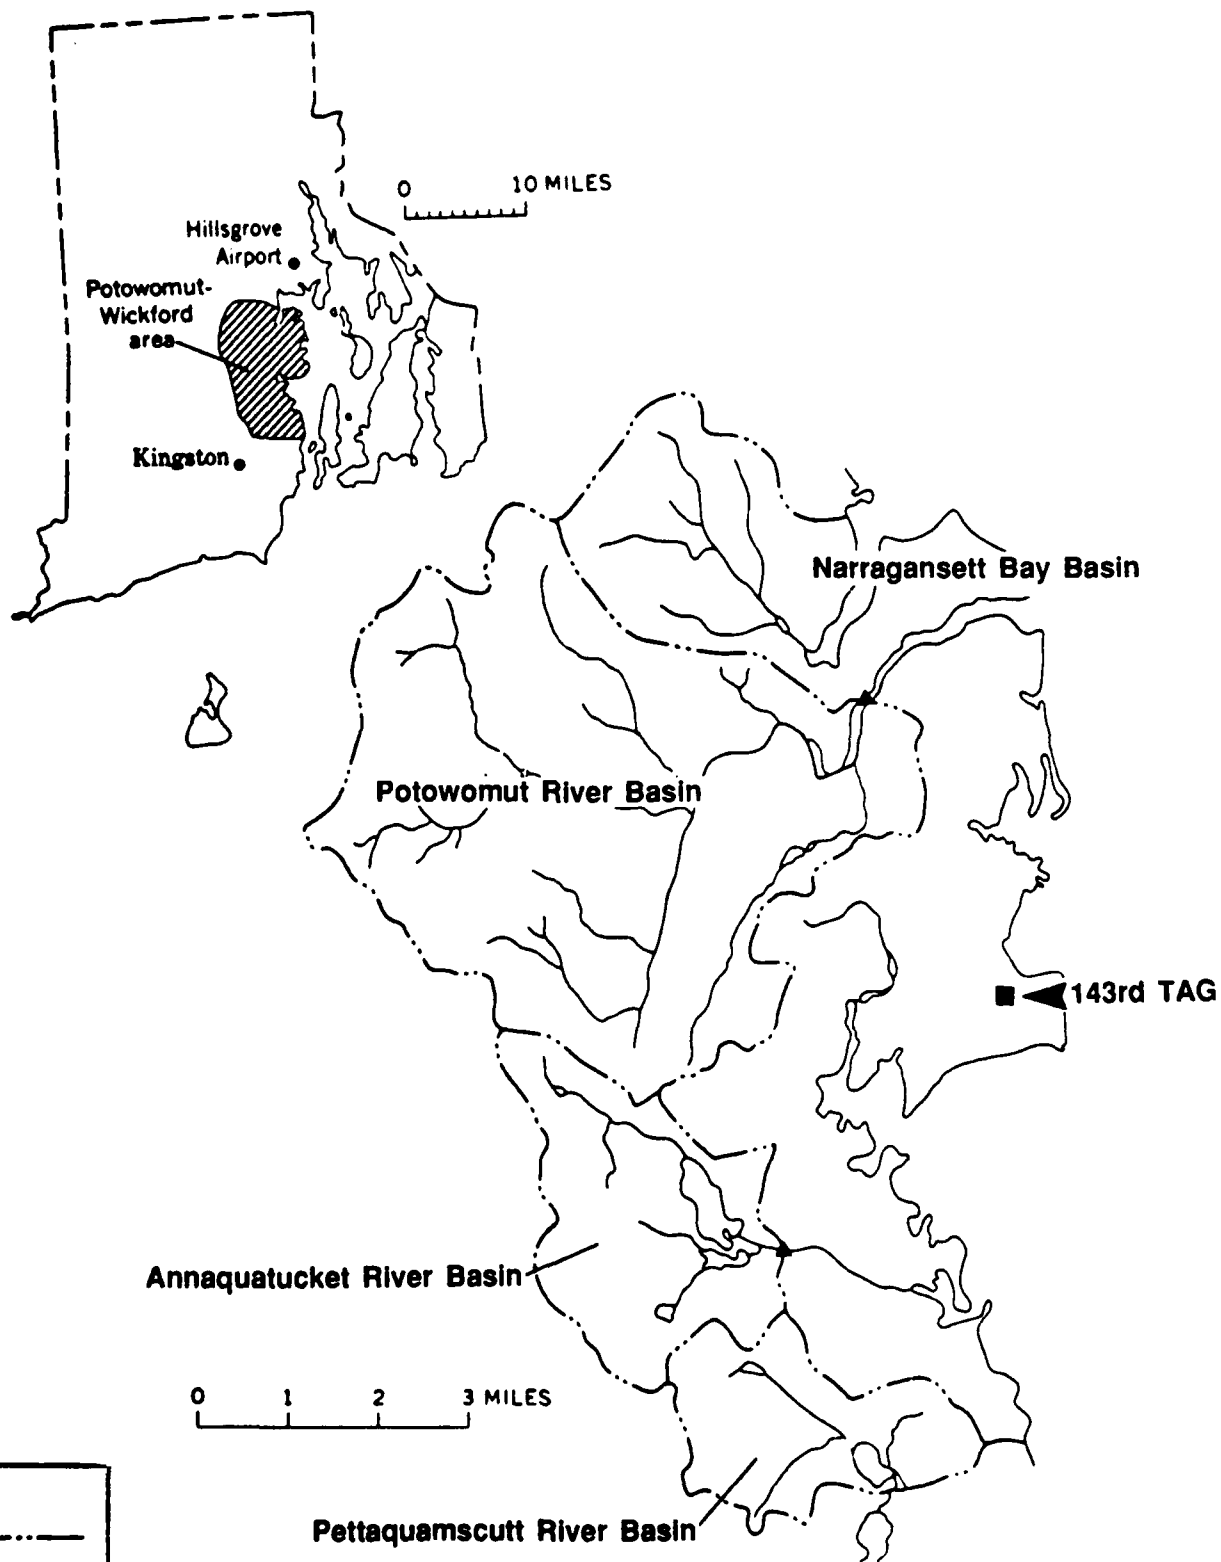 0 10 MILES
Hillsgrove
Airport
Potowomut-
Wickford
area
Kingston
Narragansett Bay Basin
Potowomut River Basin
143rd TAG
Annaquatucket River Basin
0 1 2 3 MILES
Pettaquamscutt River Basin